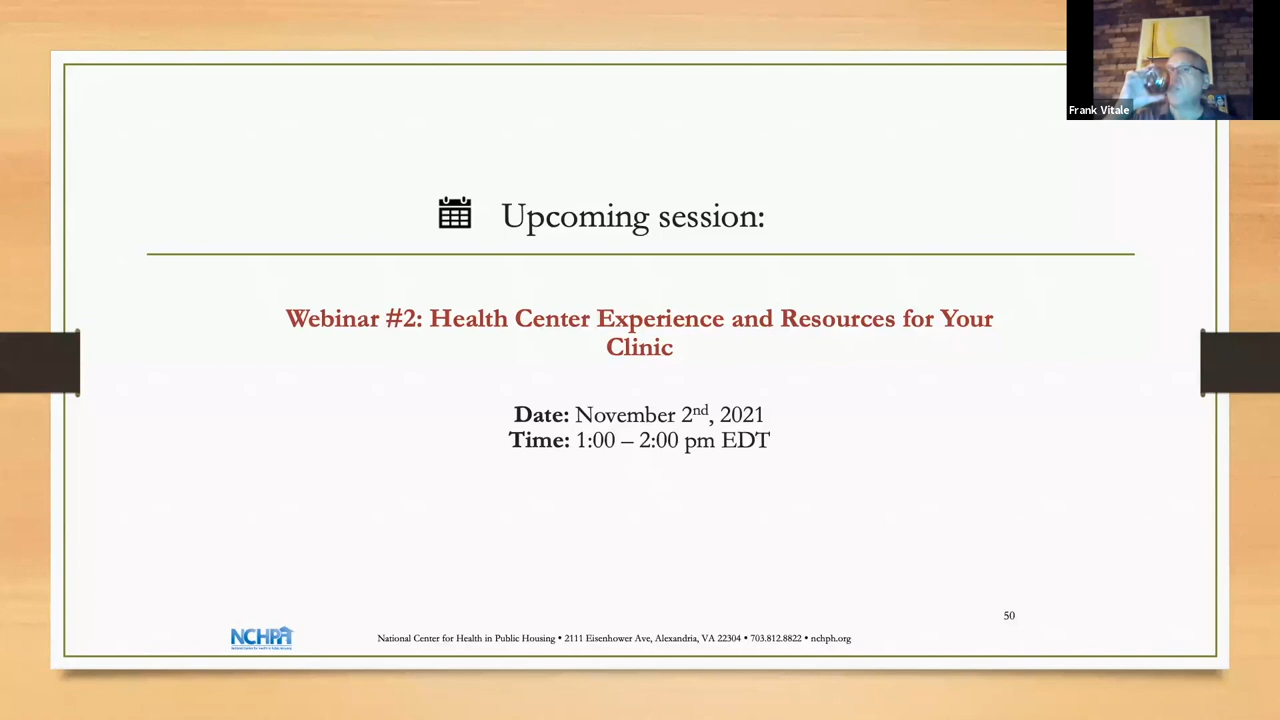 Frank Vitale
Upcoming session:
Webinar #2: Health Center Experience and Resources for Your
Clinic
Date: November 2nd, 2021
Time: 1:00 – 2:00 pm EDT
50
NCHPH
National Center for Health in Public Housing • 2111 Eisenhower Ave, Alexandria, VA 22304 • 703.812.8822 • nchph.org